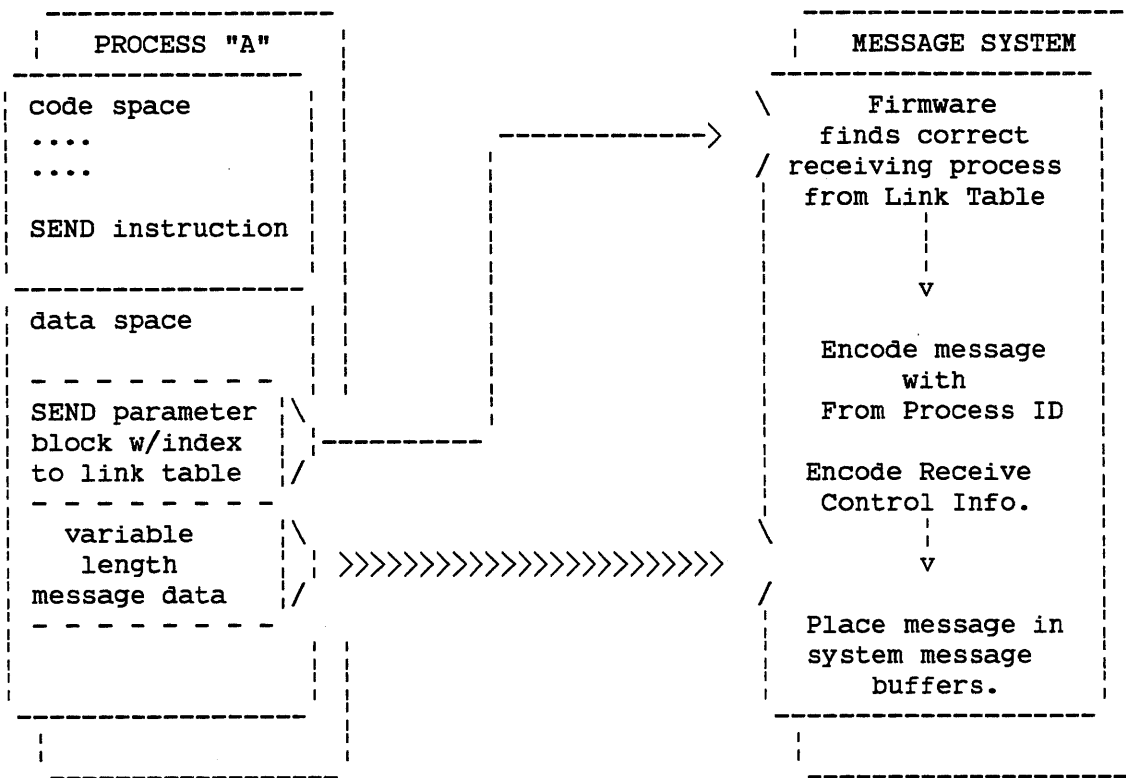 PROCESS "A"
code space
....
....
SEND instruction
data space
SEND parameter
block w/index
to link table
variable
length
message data
MESSAGE SYSTEM
Firmware
finds correct
receiving process
from Link Table
v
Encode message
with
From Process ID
Encode Receive
Control Info.
v
Place message in
system message
buffers.